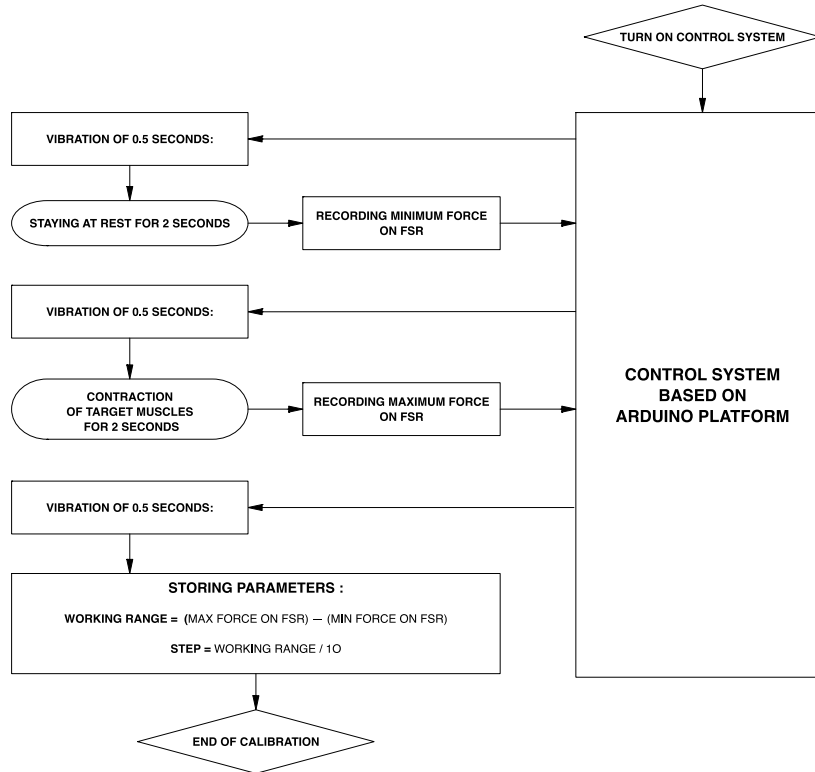 TURN ON CONTROL SYSTEM
VIBRATION OF 0.5 SECONDS:
STAYING AT REST FOR 2 SECONDS
RECORDING MINIMUM FORCE
ON FSR
VIBRATION OF 0.5 SECONDS:
CONTRACTION
OF TARGET MUSCLES
FOR 2 SECONDS
RECORDING MAXIMUM FORCE
ON FSR
CONTROL SYSTEM
BASED ON
ARDUINO PLATFORM
VIBRATION OF 0.5 SECONDS:
STORING PARAMETERS :
WORKING RANGE = (MAX FORCE ON FSR) — (MIN FORCE ON FSR)
STEP = WORKING RANGE / 1O
END OF CALIBRATION